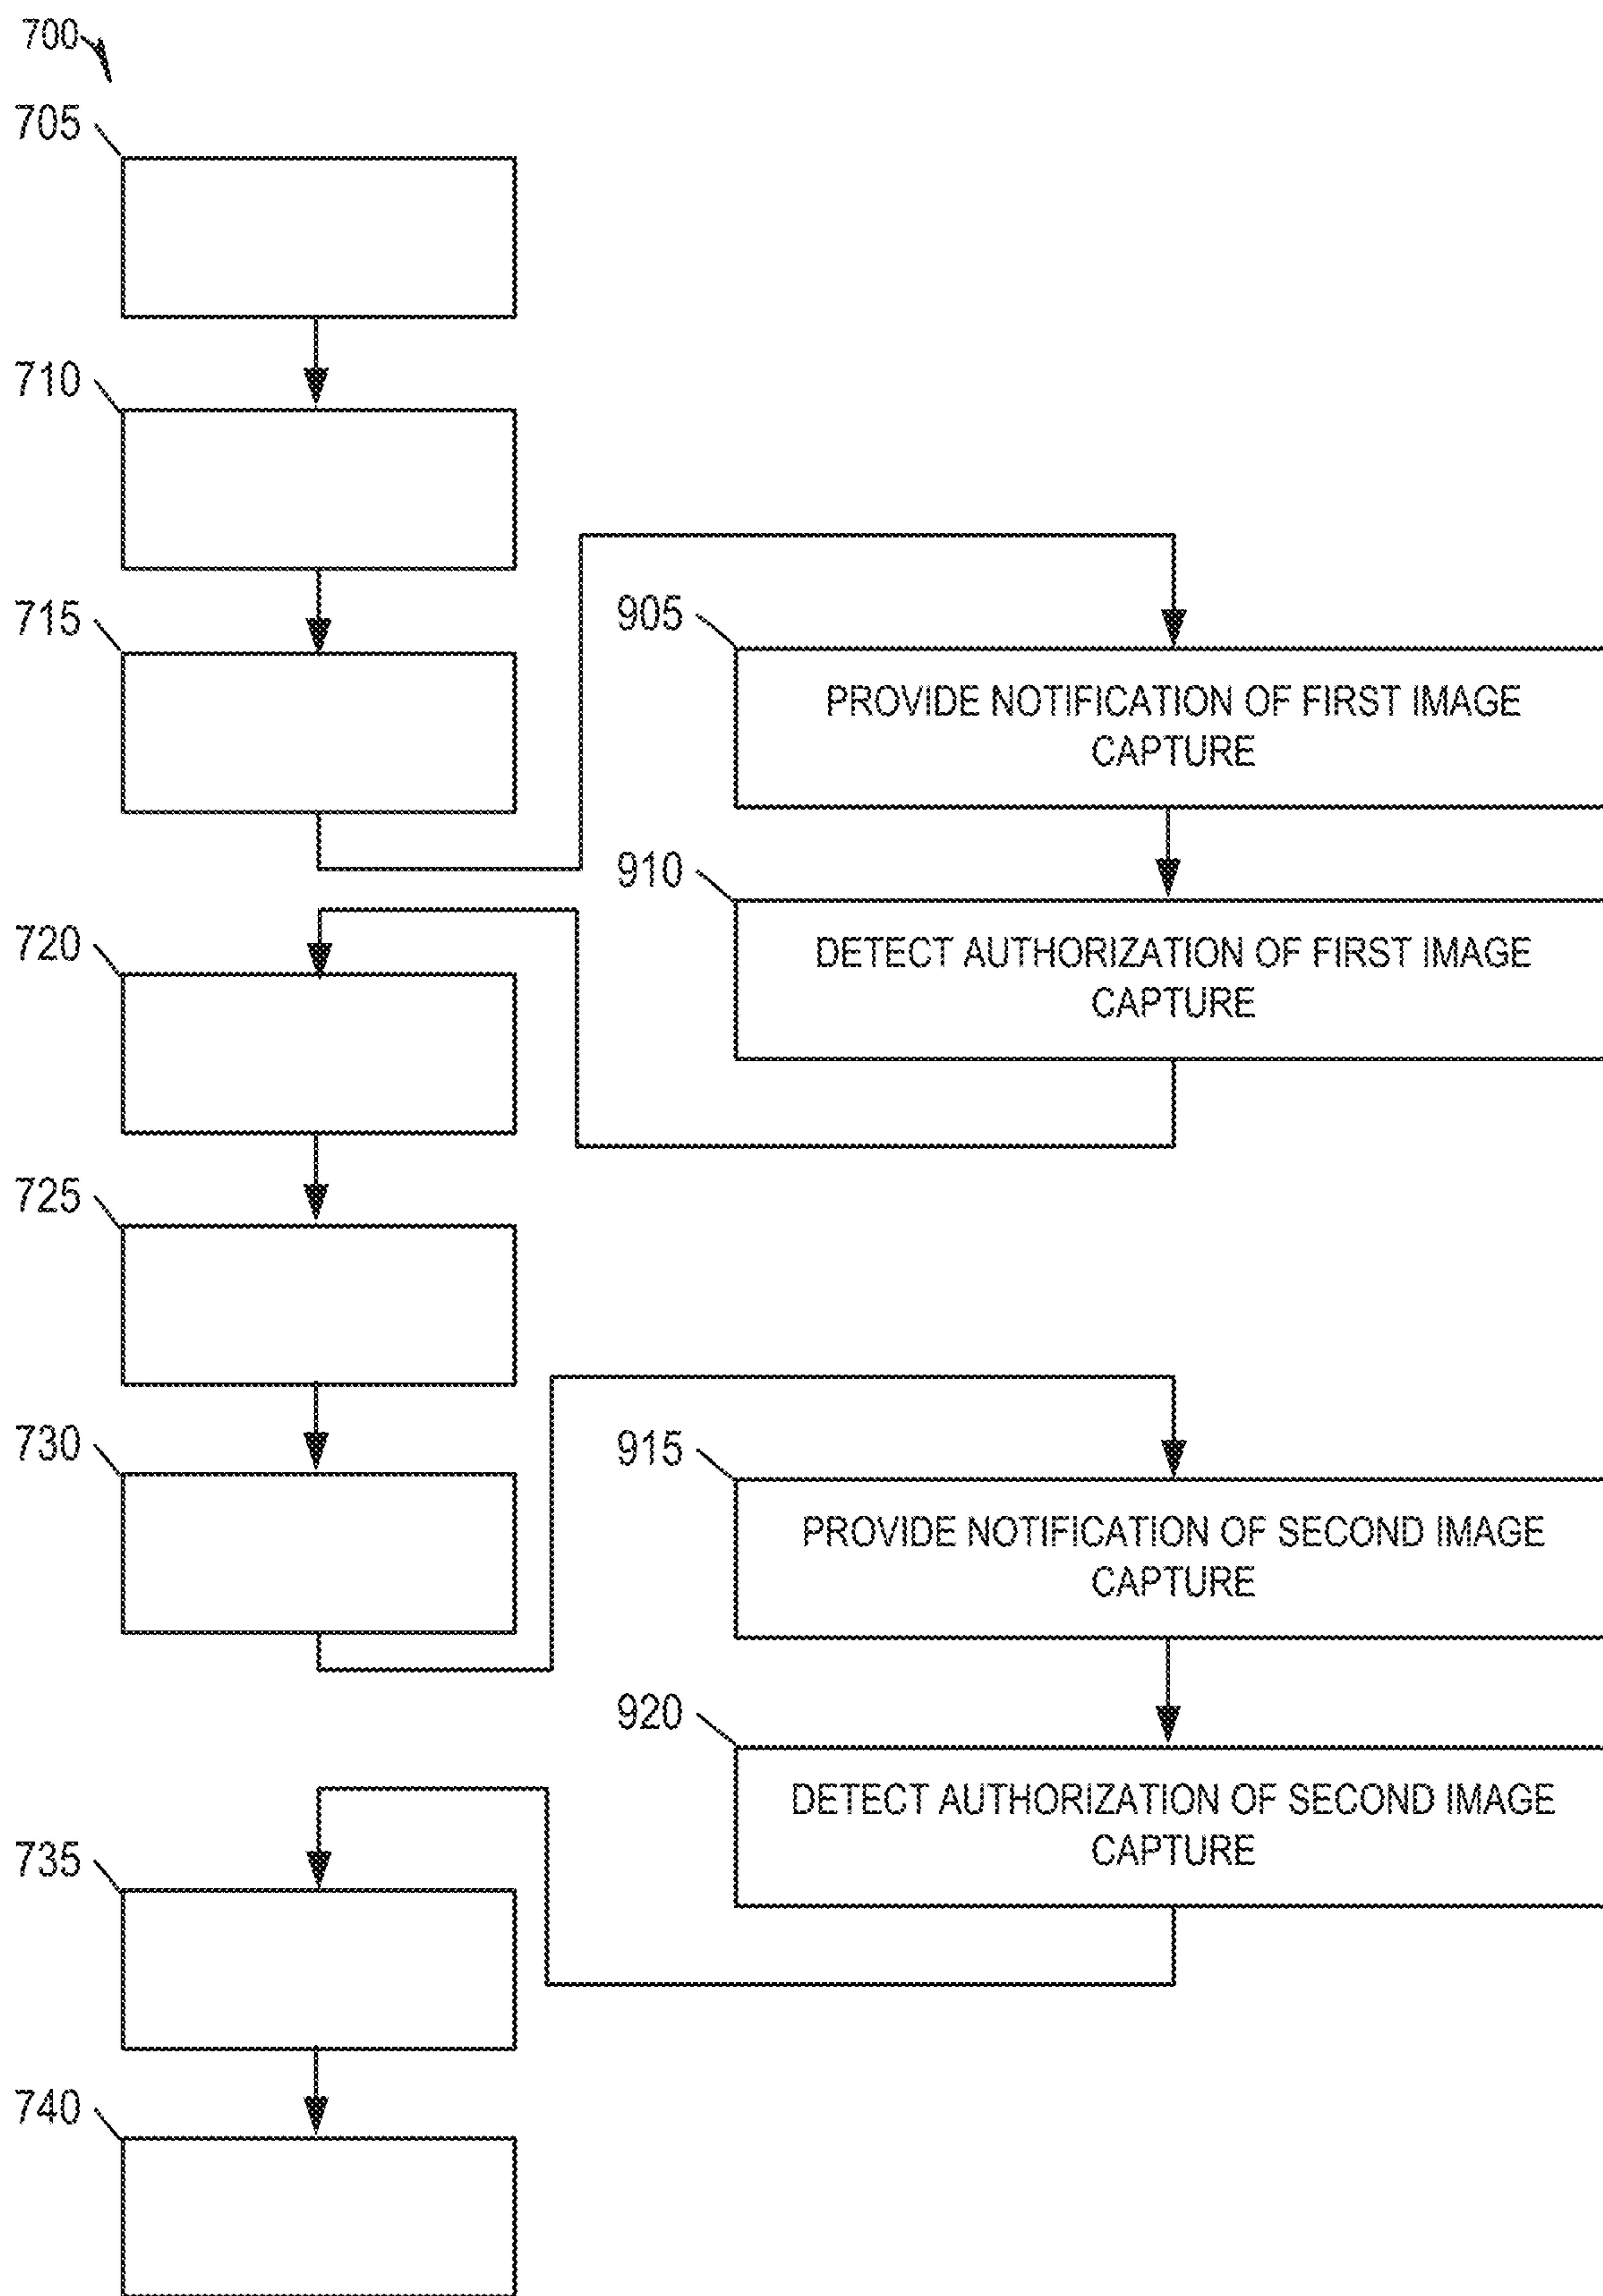 700
705
710
715
905
PROVIDE NOTIFICATION OF FIRST IMAGE
CAPTURE
910
DETECT AUTHORIZATION OF FIRST IMAGE
CAPTURE
720
725
730
915
PROVIDE NOTIFICATION OF SECOND IMAGE
CAPTURE
920
DETECT AUTHORIZATION OF SECOND IMAGE
CAPTURE
735
740